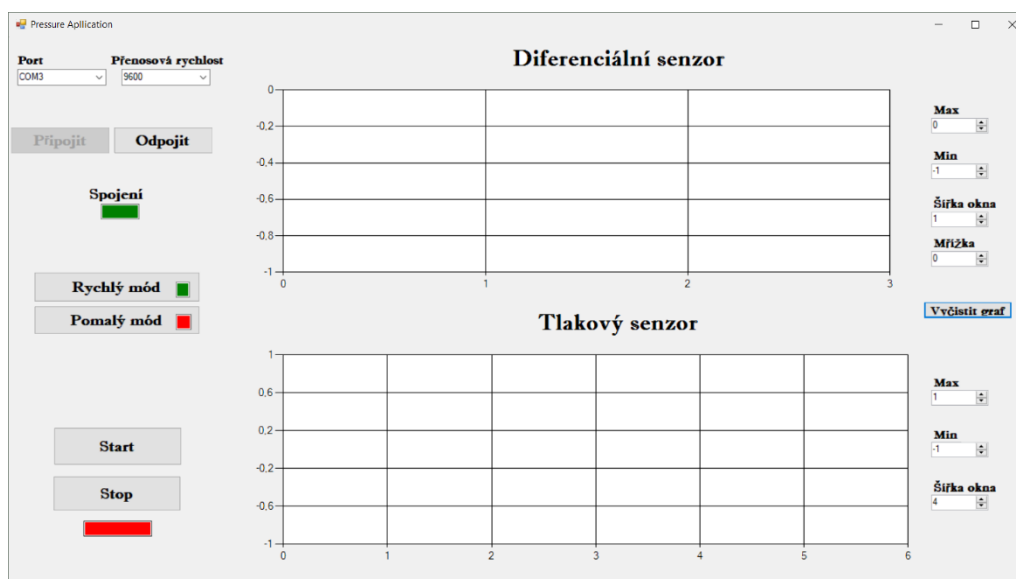 Pressure Apllication
Port
Přenosová rychlost
COM3
9600
Připojit
Odpojit
Spojení
Rychlý mód
Pomalý mód
Start
Stop
Diferenciální senzor
0
-0,2
-0,4
-0,6
-0,8
-1
0 1 2 3
Max
0
Min
-1
Šířka okna
1
Mřížka
0
Vyčistit graf
Tlakový senzor
1
0,6
0,2
-0,2
-0,6
-1
0 1 2 3 4 5 6
Max
1
Min
-1
Šířka okna
4